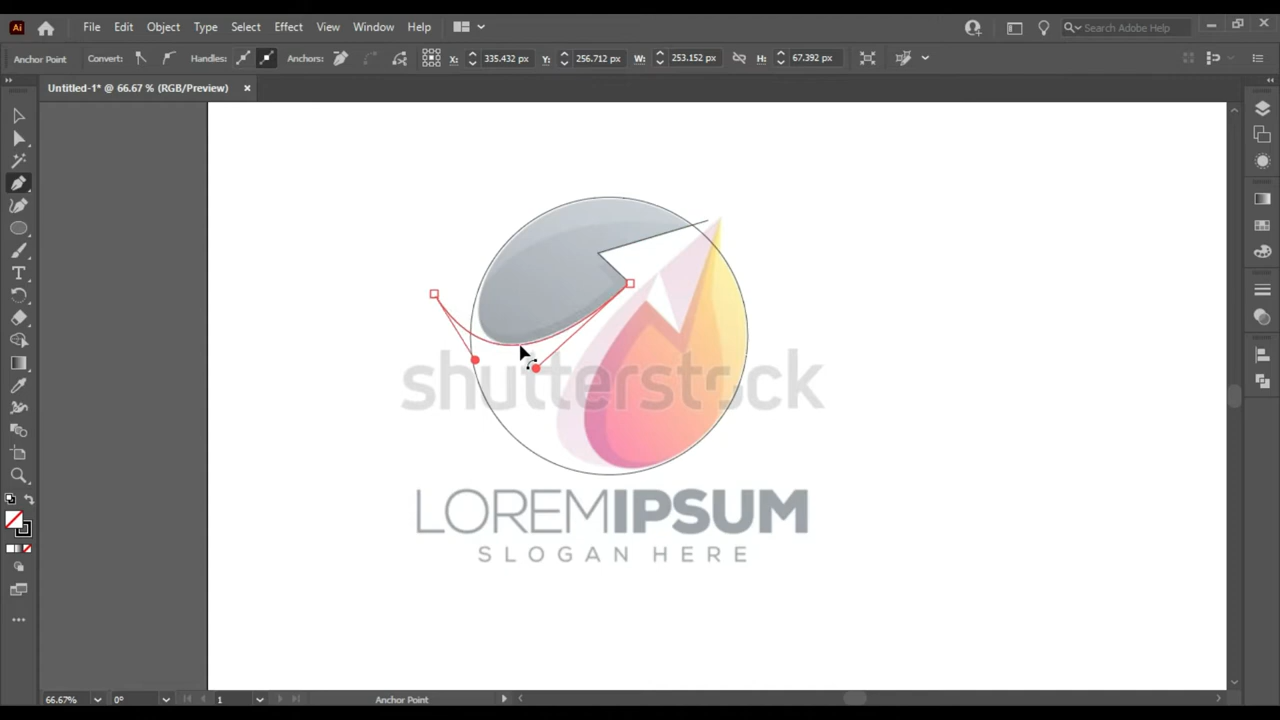 Ai File Edit Object Type Select Effect View Window Help Search Adobe Help
Anchor Point Convert: Handles: Anchors: X: 335.432 px Y: 256.712 px W: 253.152 px H: 67.392 px
Untitled-1* @ 66.67 % (RGB/Preview) ×
shutterstock
LOREMIPSUM
SLOGAN HERE
66.67% 0° 1 Anchor Point